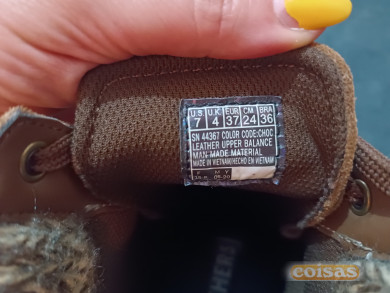 U.S. U.K. EUR CM BRA
7 4 37 24 36
SN 44367 COLOR CODE:CHOC
LEATHER UPPER BALANCE
MAN MADE MATERIAL
MADE IN VIETNAM/HECHO EN VIETNAM
coisas